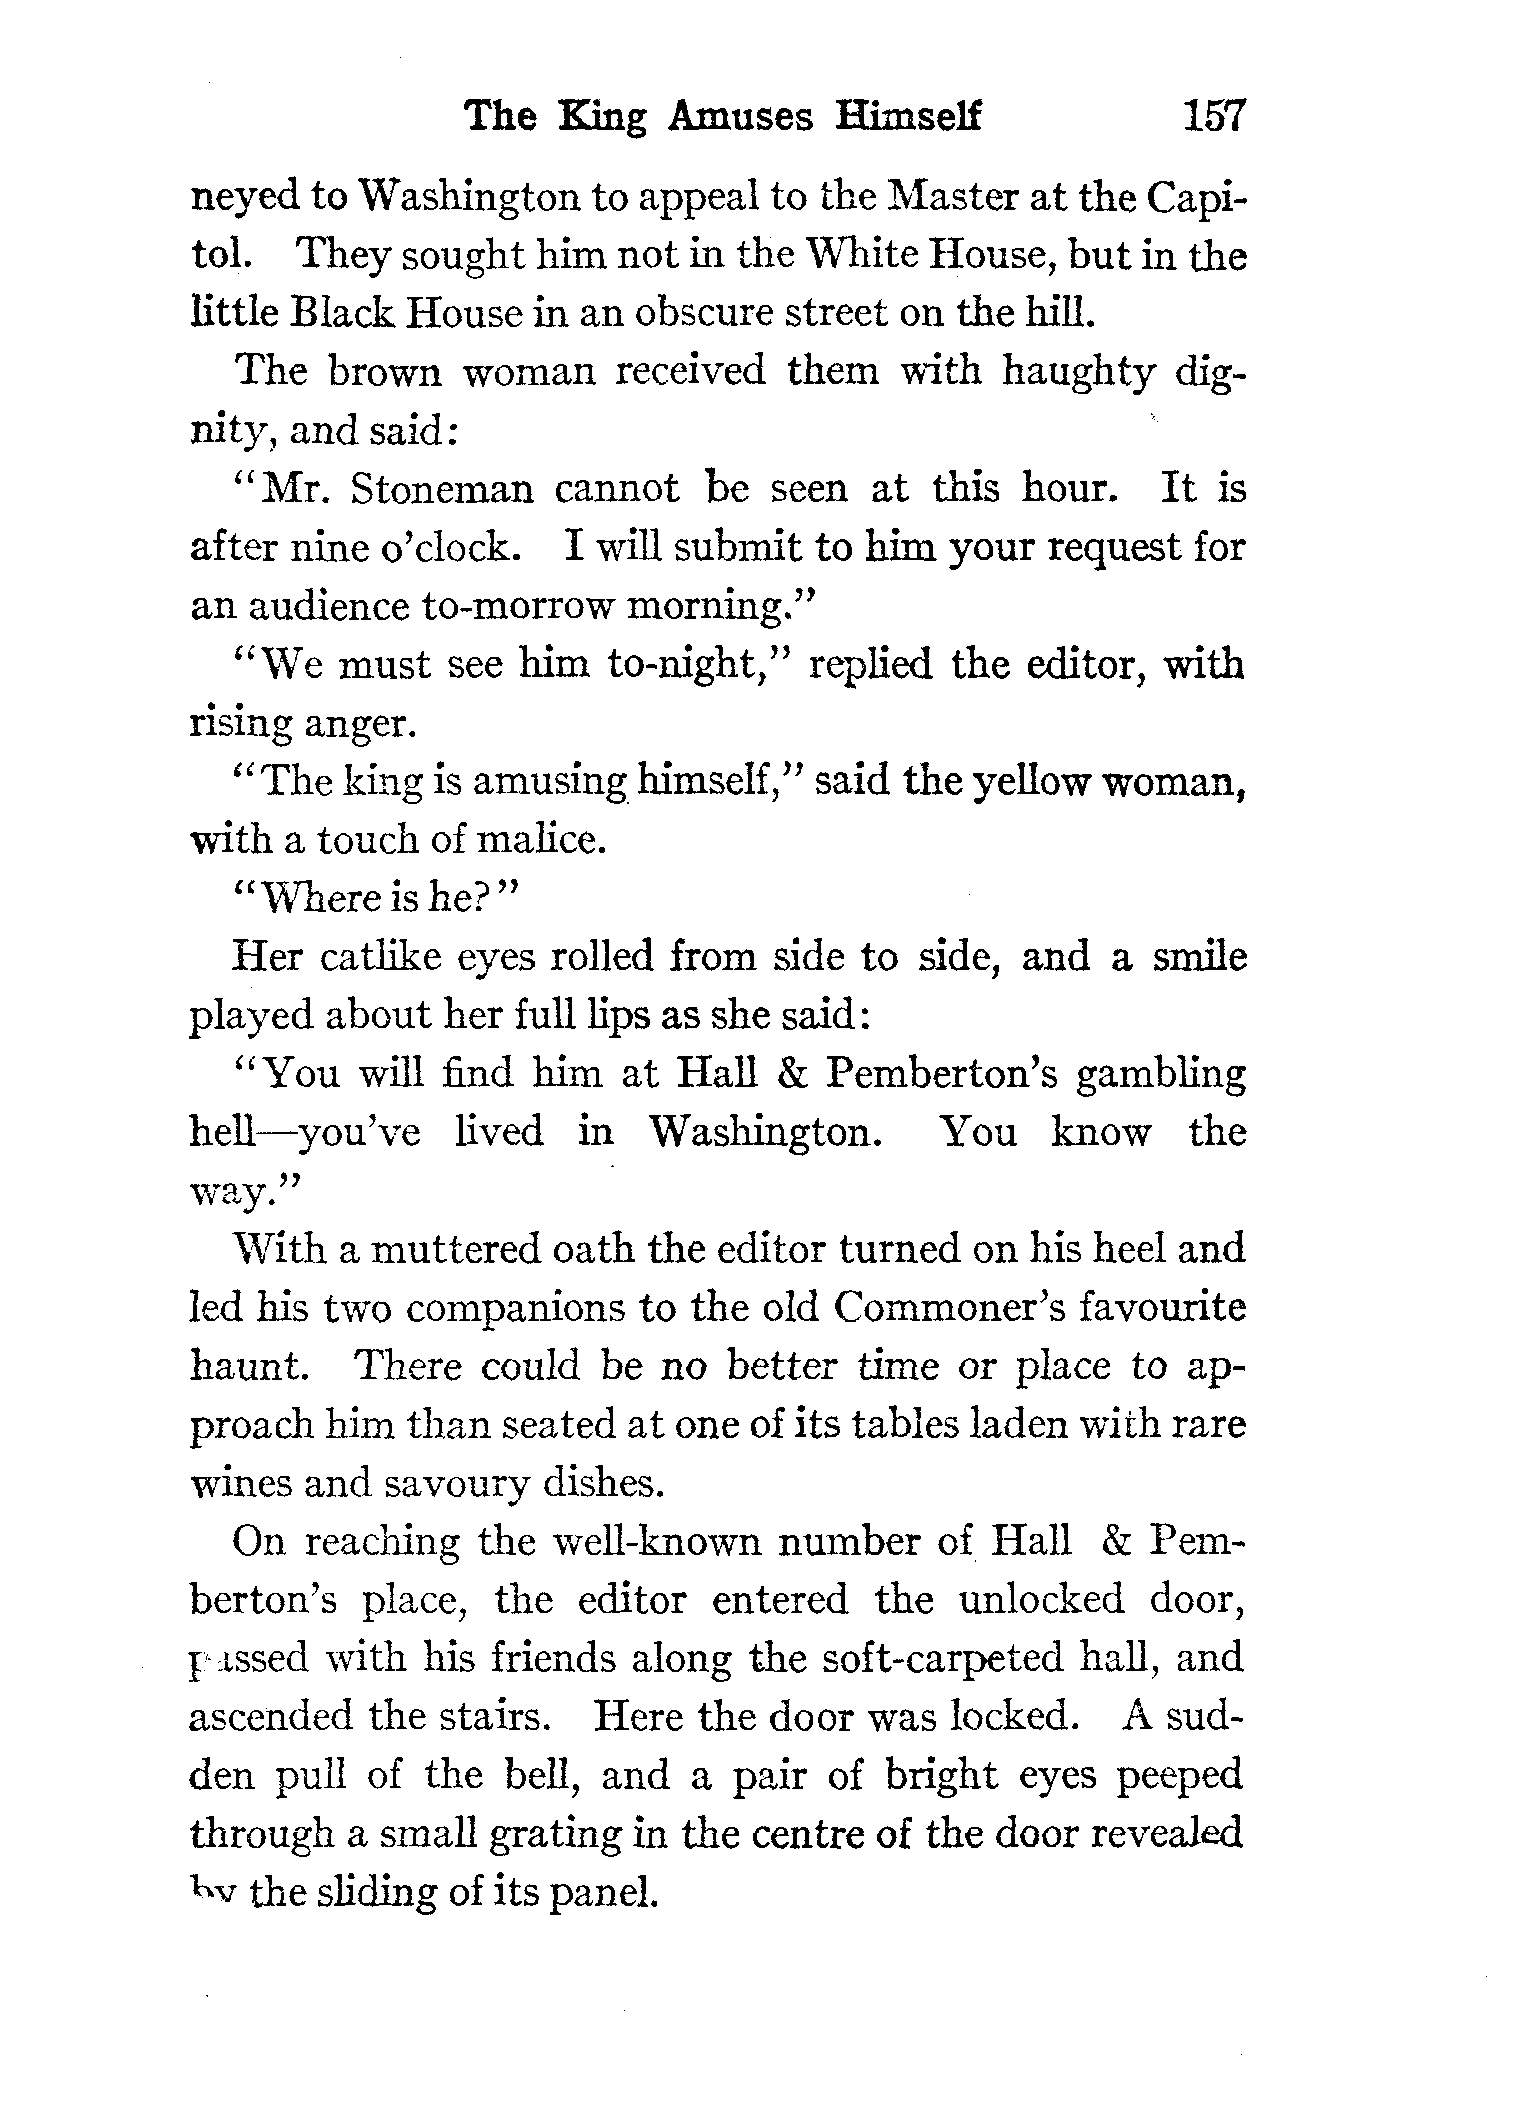 The King Amuses Himself 157
neyed to Washington to appeal to the Master at the Capi-
tol. They sought him not in the White House, but in the
little Black House in an obscure street on the hill.
The brown woman received them with haughty dig-
nity, and said:
"Mr. Stoneman cannot be seen at this hour. It is
after nine o'clock. I will submit to him your request for
an audience to-morrow morning."
"We must see him to-night," replied the editor, with
rising anger.
"The king is amusing himself," said the yellow woman,
with a touch of malice.
"Where is he?"
Her catlike eyes rolled from side to side, and a smile
played about her full lips as she said:
"You will find him at Hall & Pemberton's gambling
hell—you've lived in Washington. You know the
way."
With a muttered oath the editor turned on his heel and
led his two companions to the old Commoner's favourite
haunt. There could be no better time or place to ap-
proach him than seated at one of its tables laden with rare
wines and savoury dishes.
On reaching the well-known number of Hall & Pem-
berton's place, the editor entered the unlocked door,
passed with his friends along the soft-carpeted hall, and
ascended the stairs. Here the door was locked. A sud-
den pull of the bell, and a pair of bright eyes peeped
through a small grating in the centre of the door revealed
by the sliding of its panel.